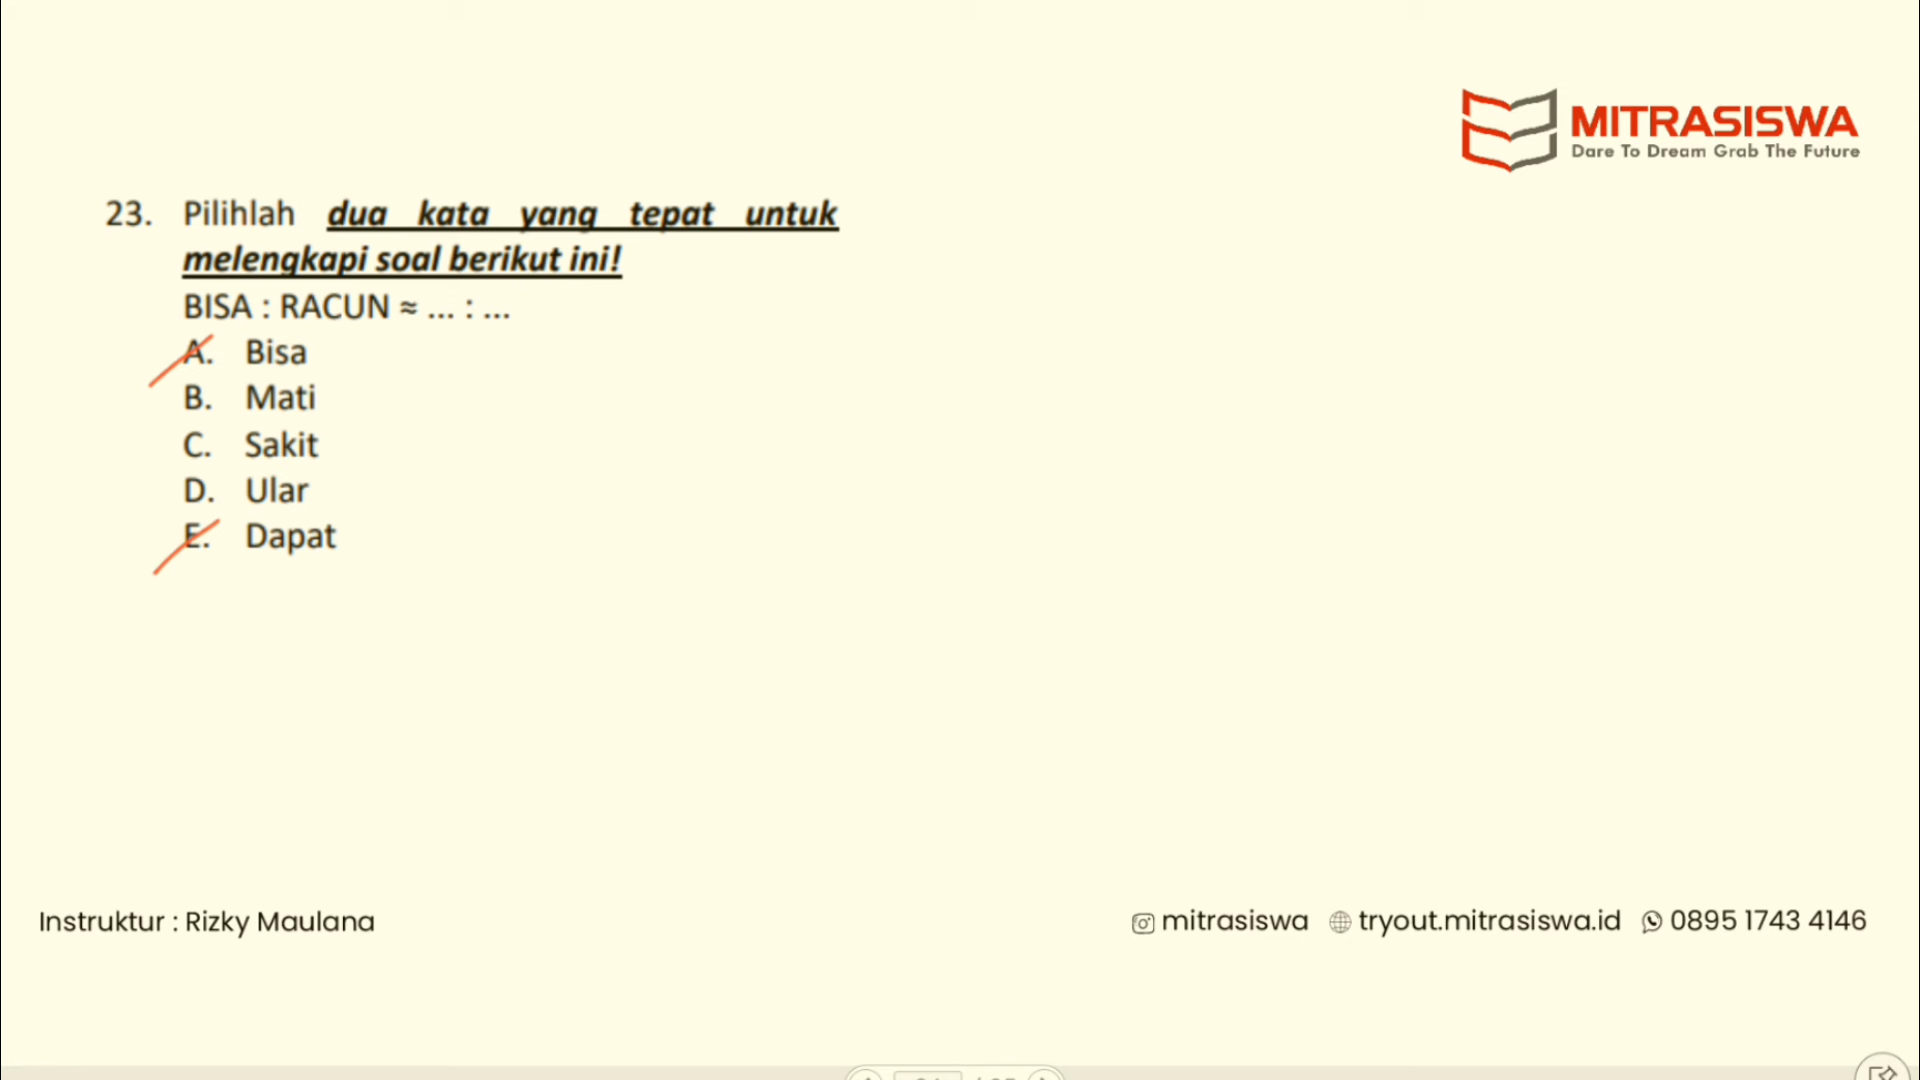 MITRASISWA
Dare To Dream Grab The Future
23. Pilihlah dua kata yang tepat untuk
melengkapi soal berikut ini!
BISA : RACUN ≈ ... : ...
A. Bisa
B. Mati
C. Sakit
D. Ular
E. Dapat
Instruktur : Rizky Maulana
mitrasiswa tryout.mitrasiswa.id 0895 1743 4146